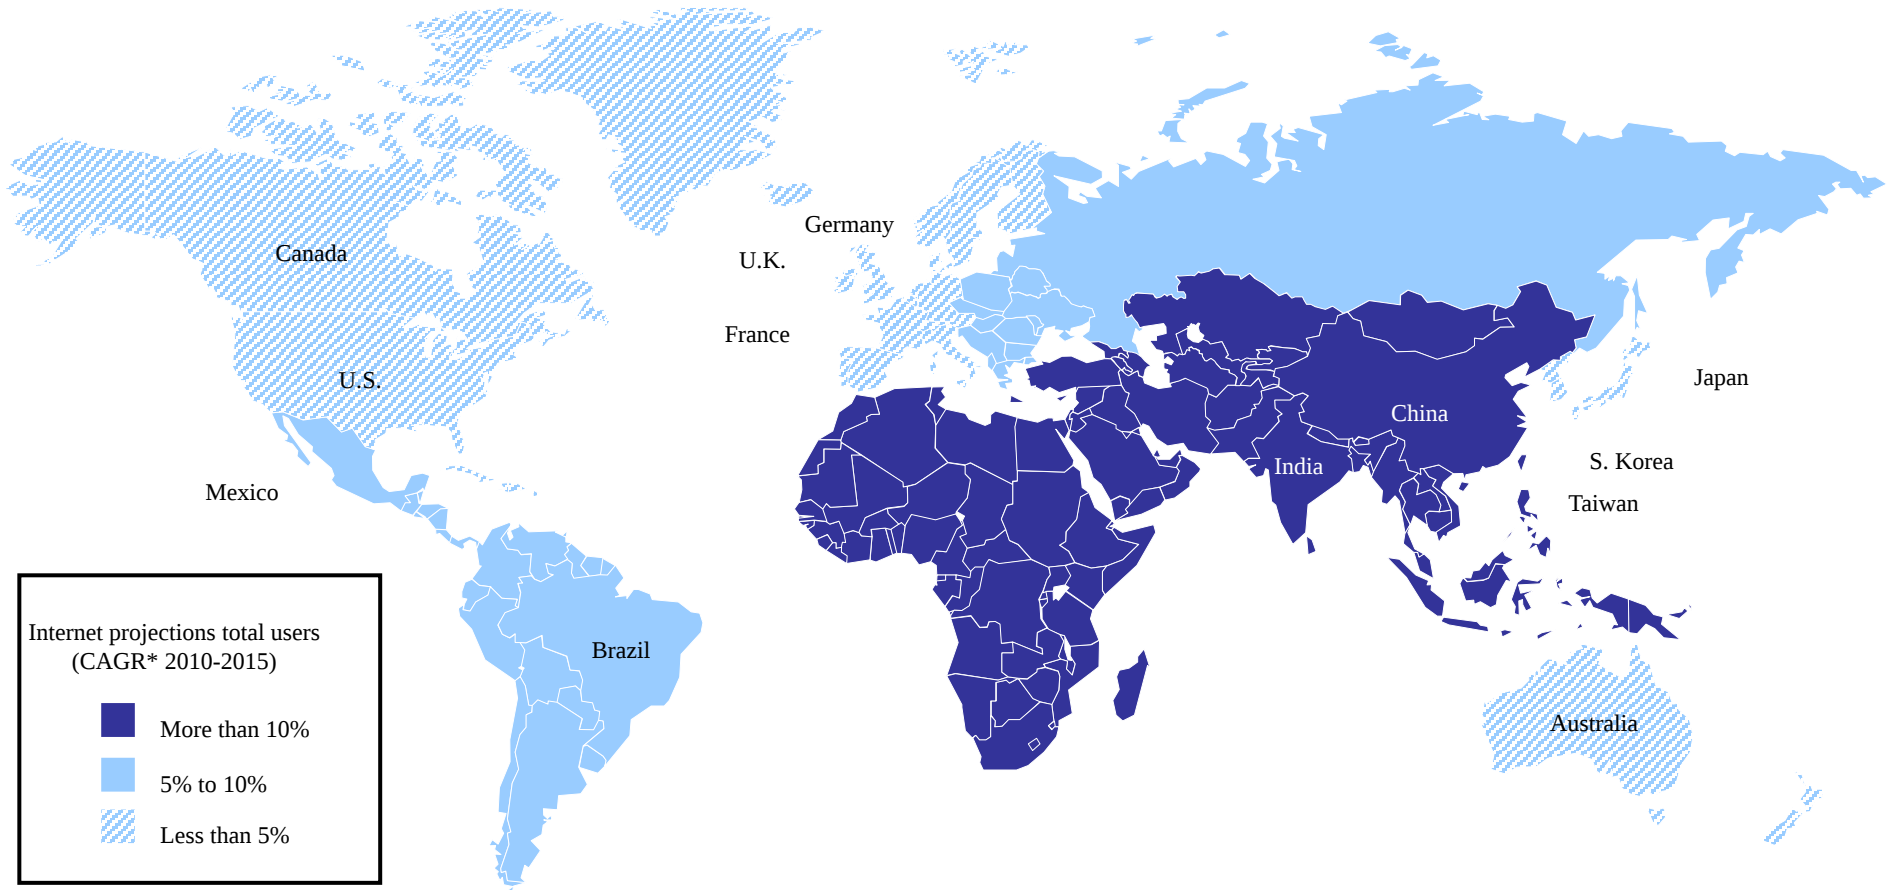 Germany
U.K.
Canada
France
U.S.
Japan
China
S. Korea
India
Mexico
Taiwan
Brazil
Australia
Internet projections total users
(CAGR* 2010-2015)
More than 10%
5% to 10%
Less than 5%